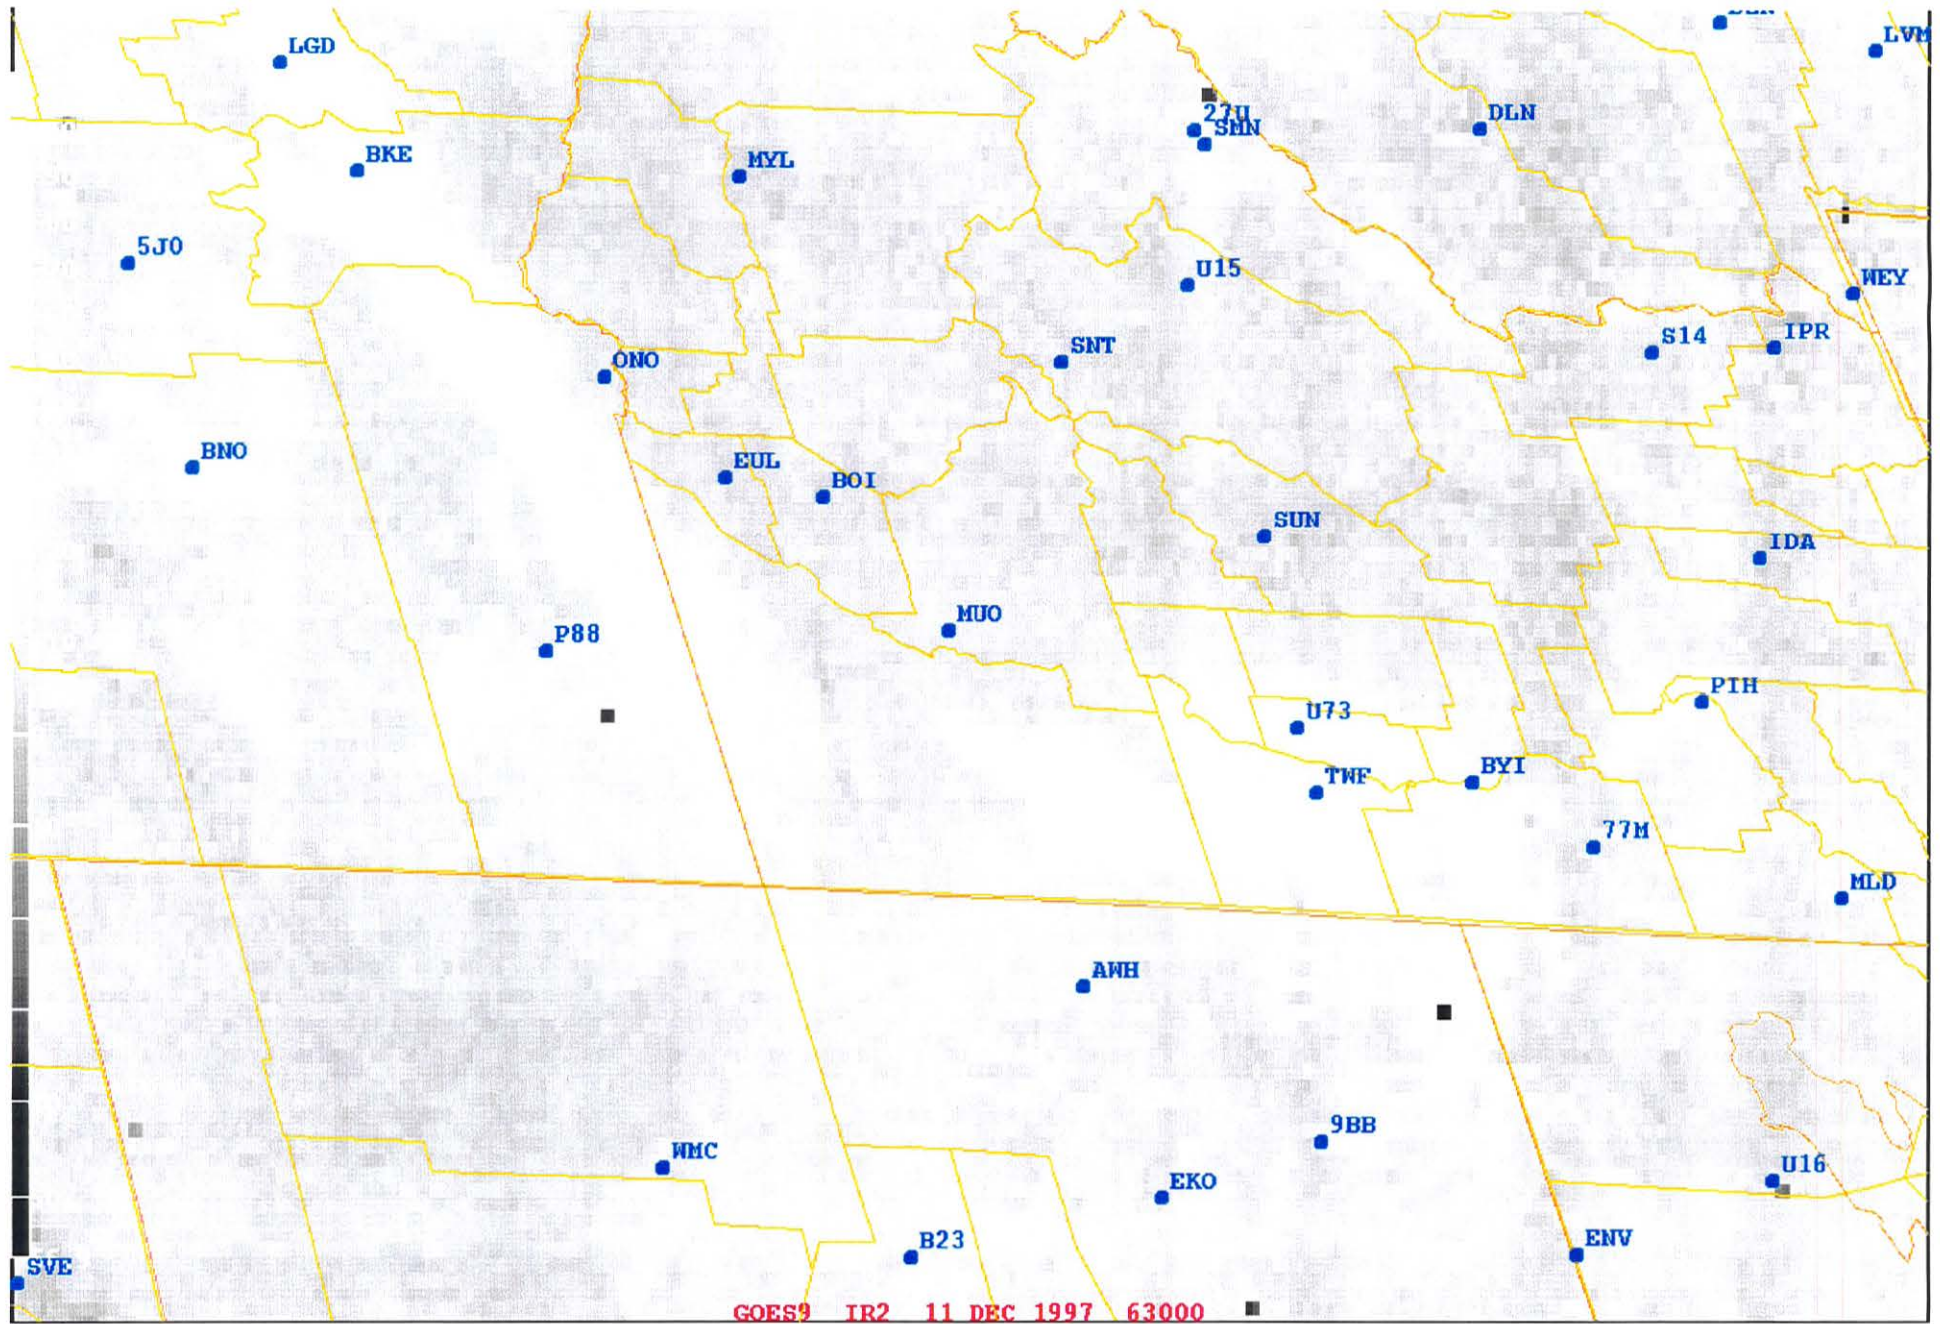 LGD
LVM
27U
SMN
DLN
BKE
MYL
5J0
U15
WEY
ONO
SNT
S14
IPR
BNO
EUL
BOI
SUN
IDA
MUO
P88
PIH
U73
TWF
BYI
77M
MLD
AWH
9BB
WMC
EKO
U16
B23
ENV
SVE
GOES9 IR2 11 DEC 1997 63000